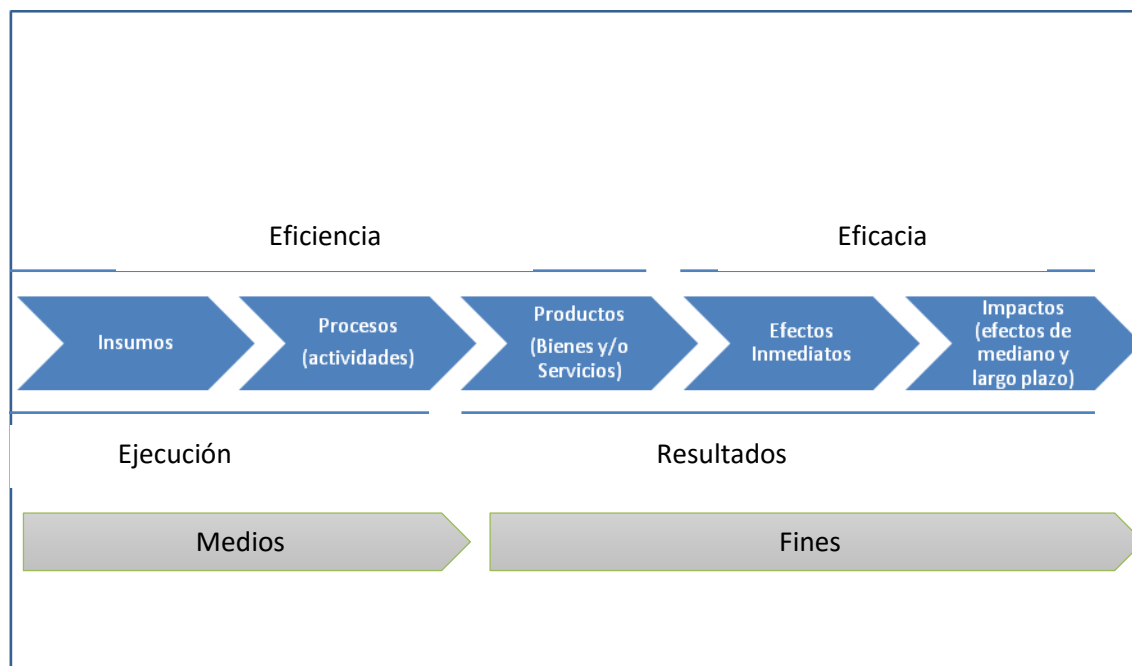 Eficiencia
Eficacia
Insumos
Procesos
(actividades)
Productos
(Bienes y/o
Servicios)
Efectos
Inmediatos
Impactos
(efectos de
mediano y
largo plazo)
Ejecución
Resultados
Medios
Fines